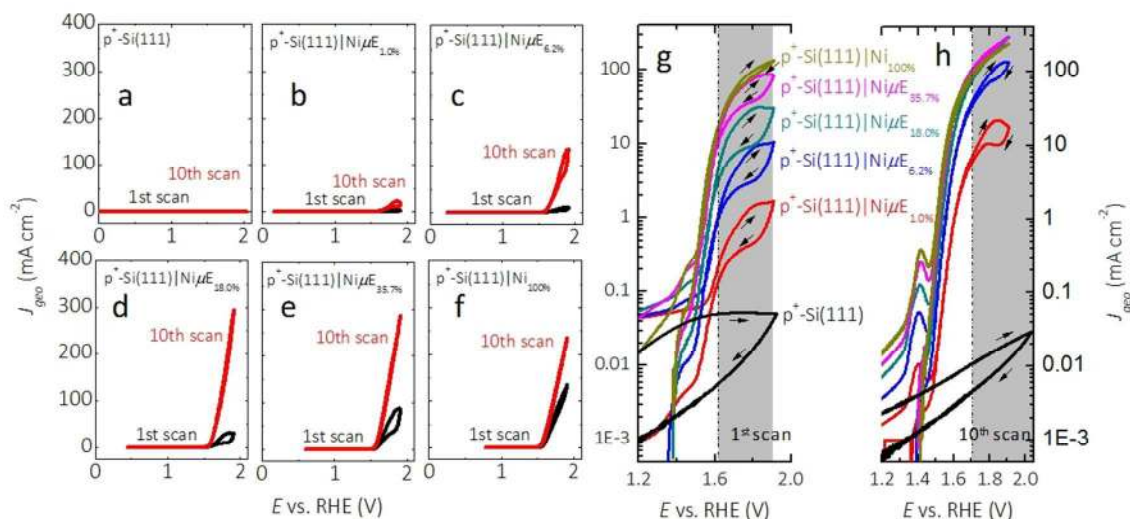 400
300
200
100
0
p⁺-Si(111)
a
10th scan
1st scan
0 1 2
p⁺-Si(111)|NiµE1.0%
b
10th scan
1st scan
0 1 2
p⁺-Si(111)|NiµE6.2%
c
10th scan
1st scan
0 1 2
Jgeo (mA cm⁻²)
400
300
200
100
0
p⁺-Si(111)|NiµE18.0%
d
10th scan
1st scan
0 1 2
p⁺-Si(111)|NiµE35.7%
e
10th scan
1st scan
0 1 2
p⁺-Si(111)|Ni100%
f
10th scan
1st scan
0 1 2
E vs. RHE (V)
100
10
1
0.1
0.01
1E-3
g
p⁺-Si(111)|Ni100%
p⁺-Si(111)|NiµE35.7%
p⁺-Si(111)|NiµE18.0%
p⁺-Si(111)|NiµE6.2%
p⁺-Si(111)|NiµE1.0%
p⁺-Si(111)
1st scan
1.2 1.4 1.6 1.8 2.0
E vs. RHE (V)
h
10th scan
1.2 1.4 1.6 1.8 2.0
E vs. RHE (V)
100
10
1
0.1
0.01
1E-3
Jgeo (mA cm⁻²)